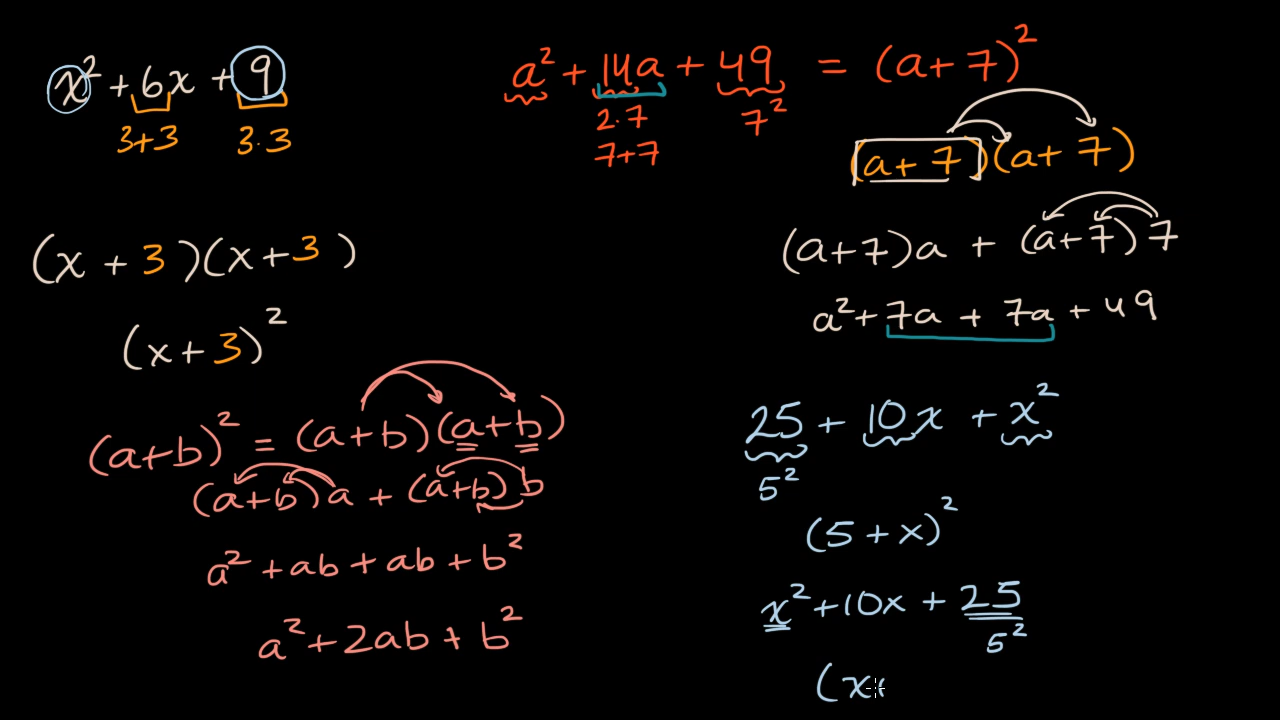 x² + 6x + 9
3+3 3·3
(x + 3)(x + 3)
(x + 3)²
(a+b)² = (a+b)(a+b)
(a+b)a + (a+b)b
a² + ab + ab + b²
a² + 2ab + b²
a² + 14a + 49 = (a+7)²
2·7 7²
7+7
(a+7)(a+7)
(a+7)a + (a+7)7
a² + 7a + 7a + 49
25 + 10x + x²
5²
(5 + x)²
x² + 10x + 25
5²
(x+